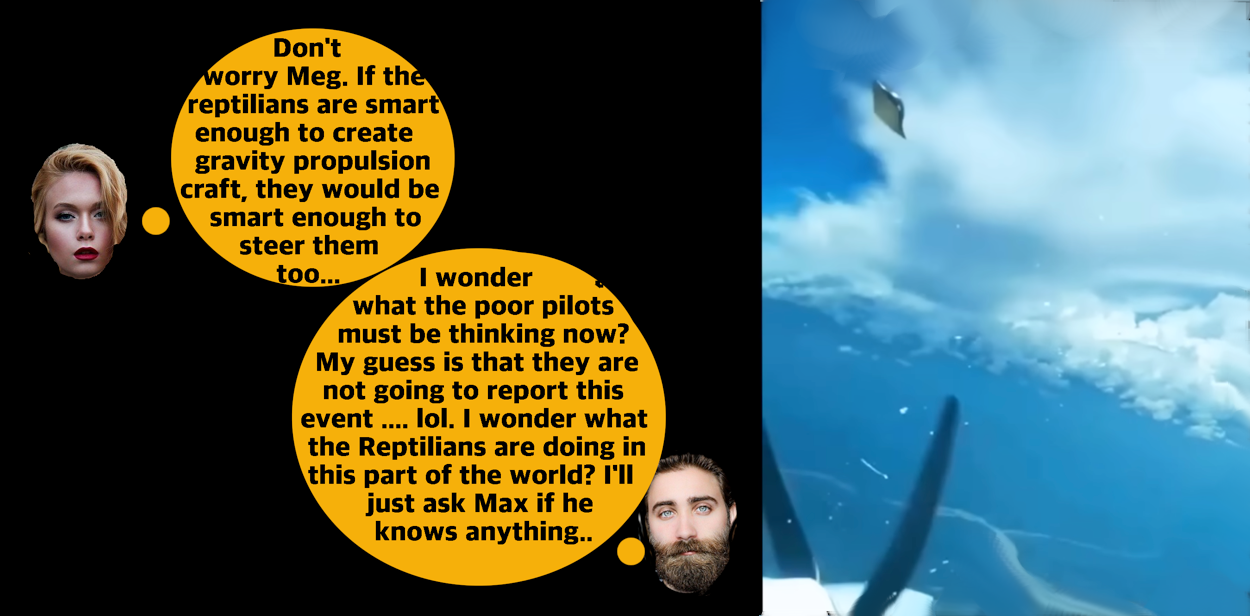 Don't
worry Meg. If the
reptilians are smart
enough to create
gravity propulsion
craft, they would be
smart enough to
steer them
too...
I wonder
what the poor pilots
must be thinking now?
My guess is that they are
not going to report this
event .... lol. I wonder what
the Reptilians are doing in
this part of the world? I'll
just ask Max if he
knows anything..